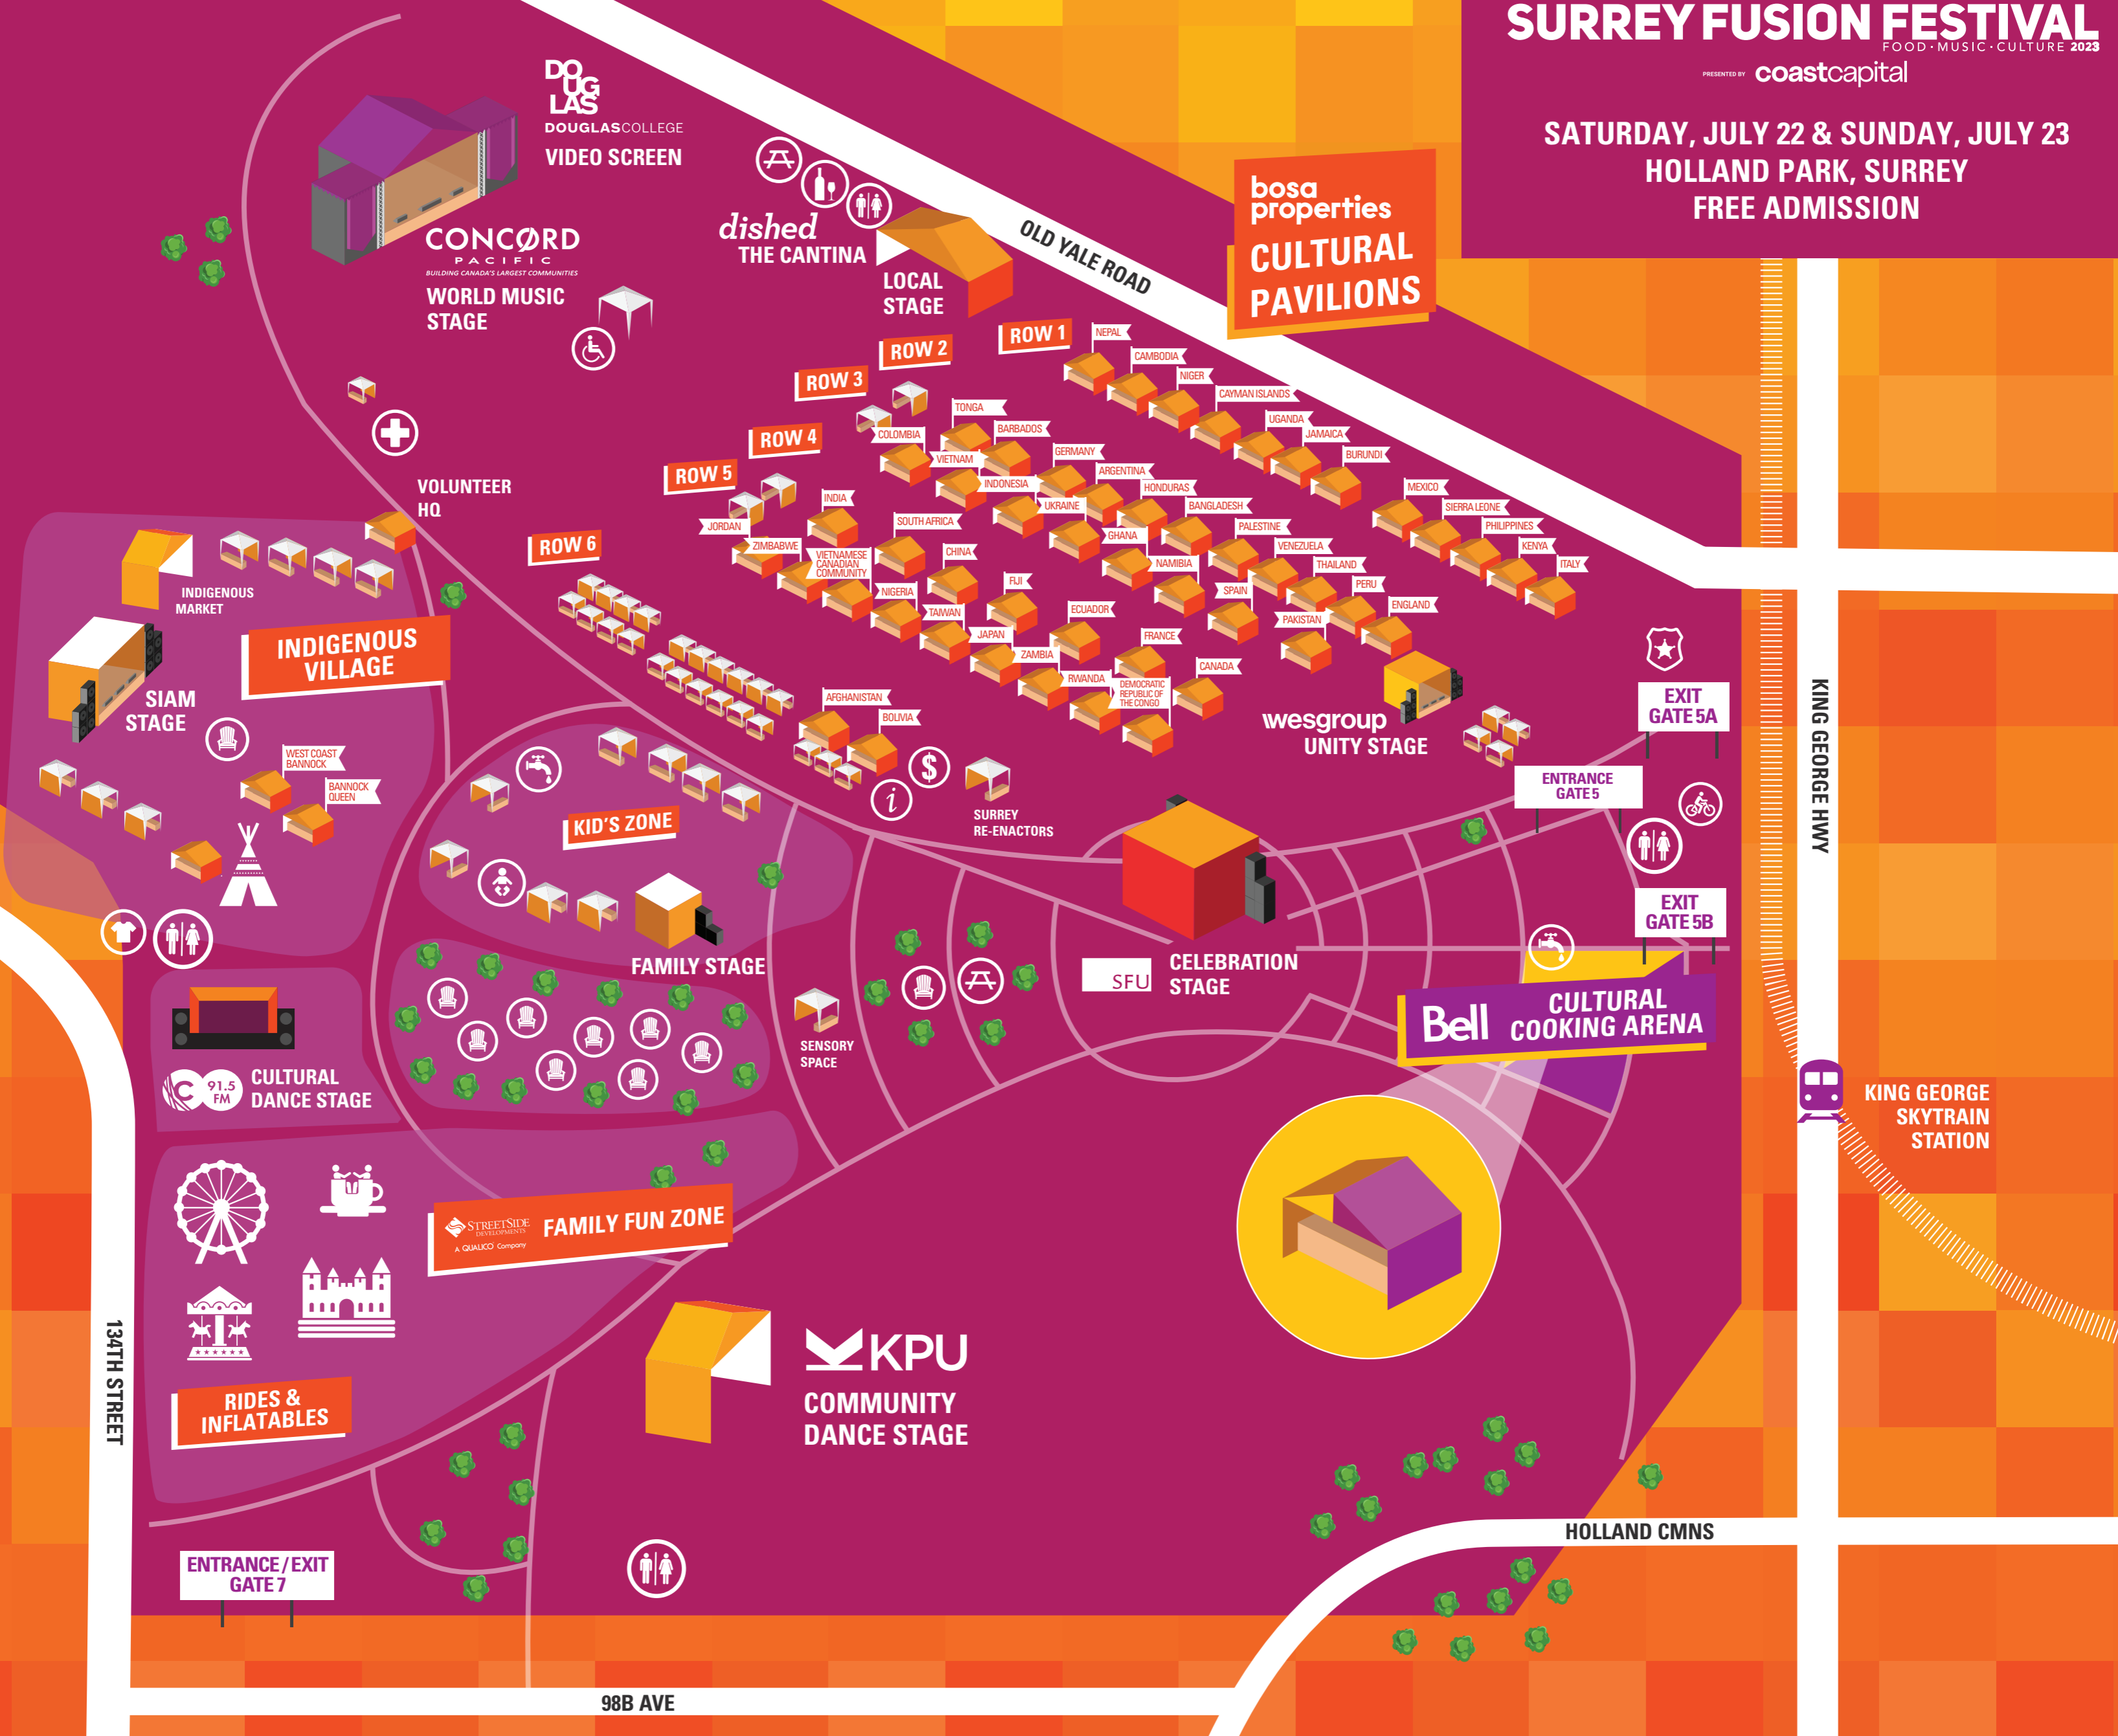 SURREY FUSION FESTIVAL
FOOD · MUSIC · CULTURE 2023
PRESENTED BY coastcapital
SATURDAY, JULY 22 & SUNDAY, JULY 23
HOLLAND PARK, SURREY
FREE ADMISSION
DO
UG
LAS
DOUGLASCOLLEGE
VIDEO SCREEN
CONCORD
PACIFIC
BUILDING CANADA'S LARGEST COMMUNITIES
WORLD MUSIC
STAGE
dished
THE CANTINA
LOCAL
STAGE
OLD YALE ROAD
bosa
properties
CULTURAL
PAVILIONS
ROW 1
ROW 2
ROW 3
ROW 4
ROW 5
ROW 6
NEPAL
CAMBODIA
NIGER
CAYMAN ISLANDS
UGANDA
JAMAICA
BURUNDI
MEXICO
SIERRA LEONE
PHILIPPINES
KENYA
ITALY
TONGA
BARBADOS
GERMANY
ARGENTINA
HONDURAS
BANGLADESH
PALESTINE
VENEZUELA
THAILAND
PERU
ENGLAND
COLOMBIA
VIETNAM
INDONESIA
UKRAINE
GHANA
NAMIBIA
SPAIN
PAKISTAN
INDIA
SOUTH AFRICA
CHINA
FIJI
ECUADOR
FRANCE
CANADA
JORDAN
ZIMBABWE
VIETNAMESE
CANADIAN
COMMUNITY
NIGERIA
TAIWAN
JAPAN
ZAMBIA
RWANDA
DEMOCRATIC
REPUBLIC OF
THE CONGO
AFGHANISTAN
BOLIVIA
VOLUNTEER
HQ
INDIGENOUS
MARKET
INDIGENOUS
VILLAGE
SIAM
STAGE
WEST COAST
BANNOCK
BANNOCK
QUEEN
KID'S ZONE
i
$
SURREY
RE-ENACTORS
wesgroup
UNITY STAGE
EXIT
GATE 5A
ENTRANCE
GATE 5
EXIT
GATE 5B
KING GEORGE HWY
FAMILY STAGE
SENSORY
SPACE
SFU
CELEBRATION
STAGE
Bell
CULTURAL
COOKING ARENA
KING GEORGE
SKYTRAIN
STATION
91.5
FM
CULTURAL
DANCE STAGE
STREETSIDE
DEVELOPMENTS
A QUALICO Company
FAMILY FUN ZONE
RIDES &
INFLATABLES
134TH STREET
KPU
COMMUNITY
DANCE STAGE
ENTRANCE/EXIT
GATE 7
HOLLAND CMNS
98B AVE